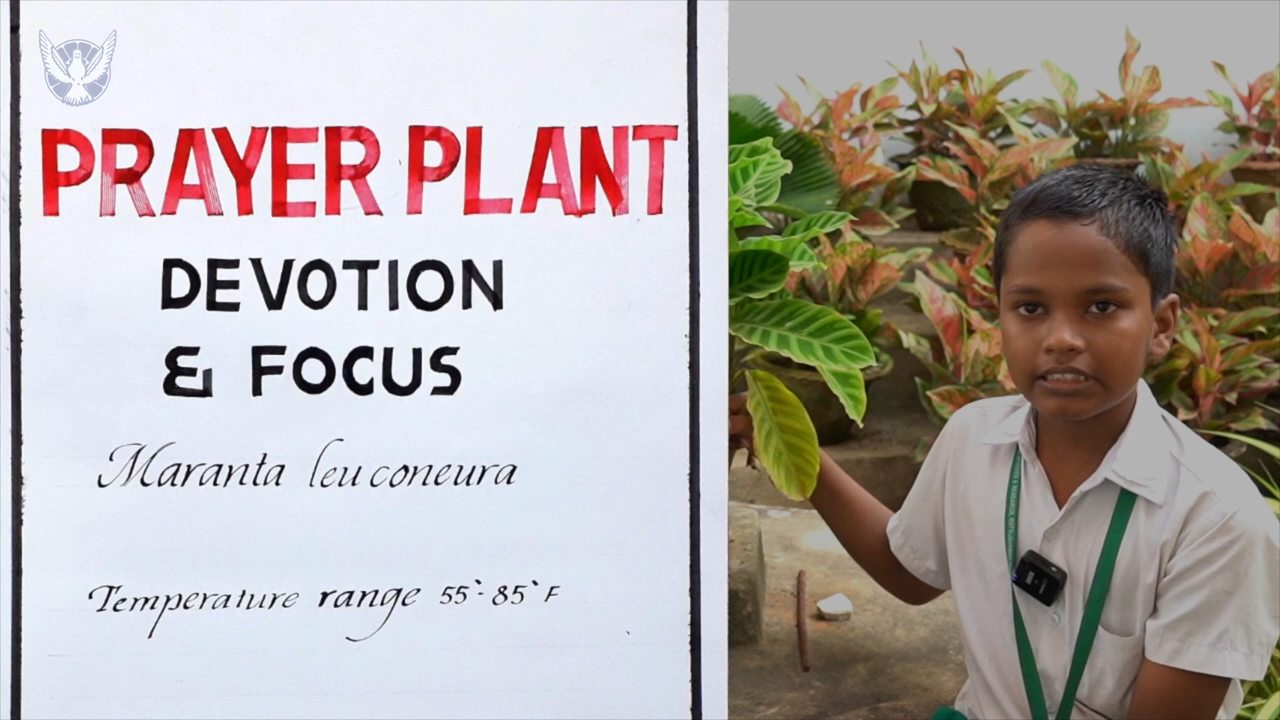 PRAYER PLANT
DEVOTION
& FOCUS
Maranta leuconeura
Temperature range 55°-85° F